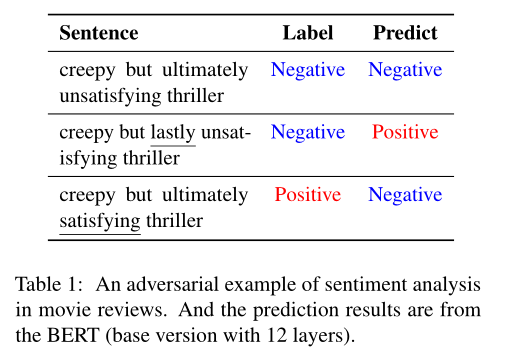 Sentence Label Predict
creepy but ultimately Negative Negative
unsatisfying thriller
creepy but lastly unsat- Negative Positive
isfying thriller
creepy but ultimately Positive Negative
satisfying thriller
Table 1: An adversarial example of sentiment analysis
in movie reviews. And the prediction results are from
the BERT (base version with 12 layers).